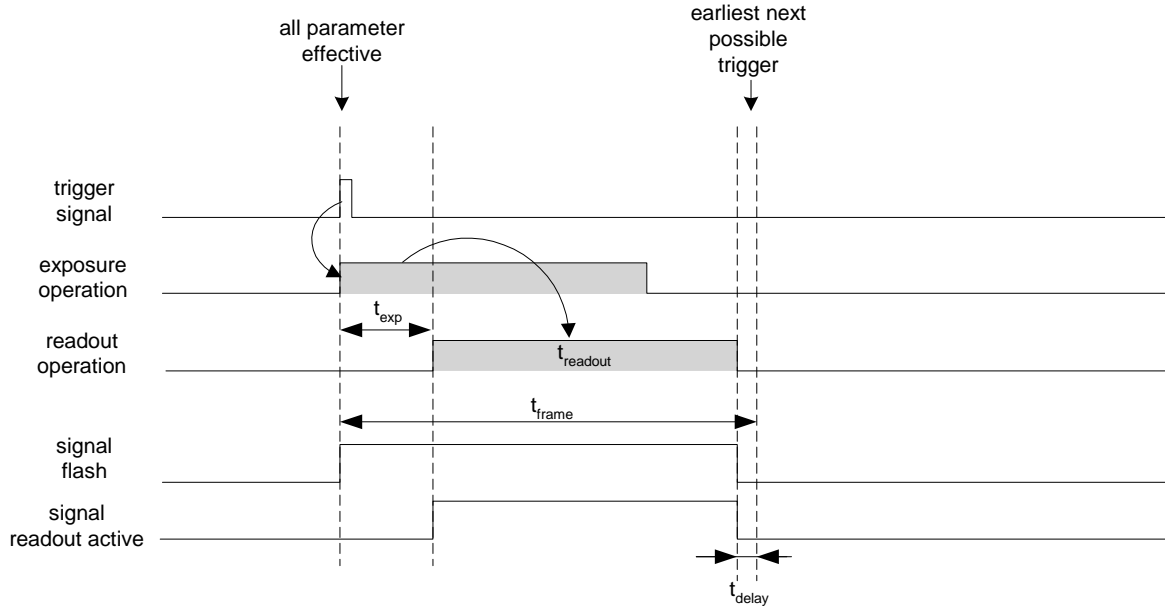 all parameter
effective
earliest next
possible
trigger
trigger
signal
exposure
operation
t_exp
readout
operation
t_readout
t_frame
signal
flash
signal
readout active
t_delay